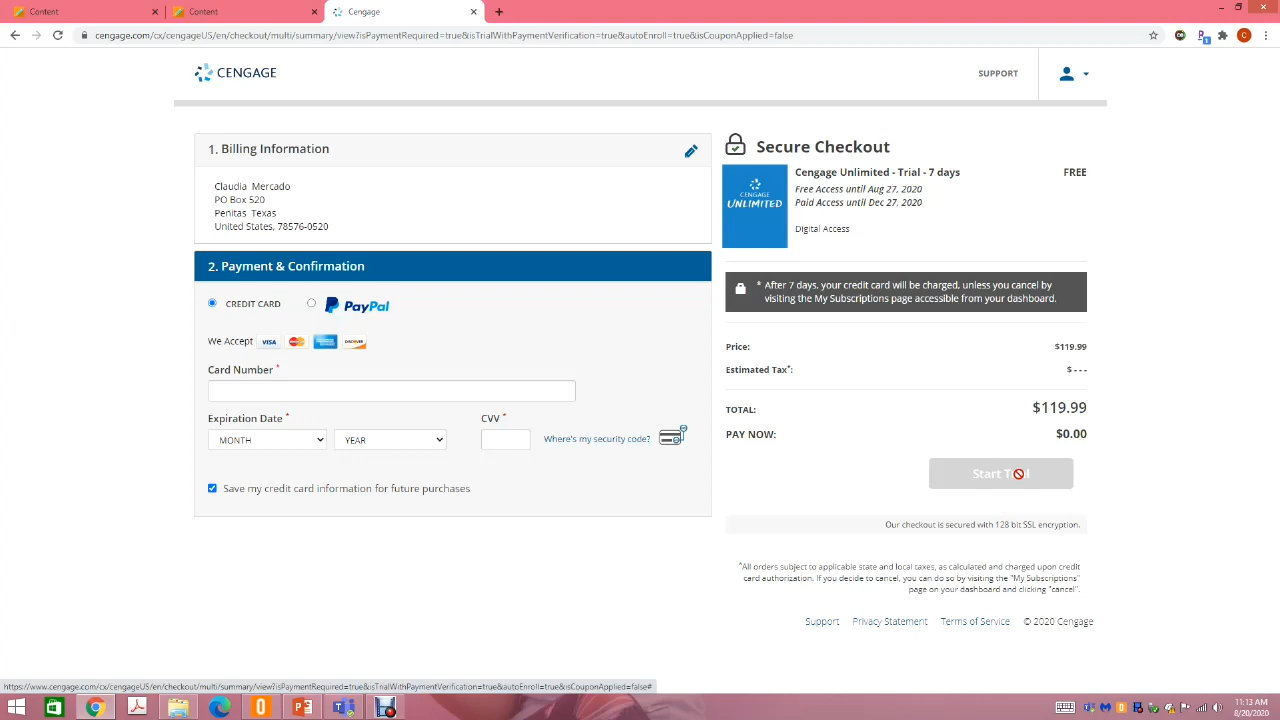 Content
Content
Cengage
cengage.com/cx/cengageUS/en/checkout/multi/summary/view?isPaymentRequired=true&isTrialWithPaymentVerification=true&autoEnroll=true&isCouponApplied=false
CENGAGE
SUPPORT
1. Billing Information
Claudia Mercado
PO Box 520
Penitas Texas
United States, 78576-0520
2. Payment & Confirmation
CREDIT CARD
PayPal
We Accept VISA MasterCard DISCOVER
Card Number *
Expiration Date *
CVV *
MONTH
YEAR
Where's my security code?
Save my credit card information for future purchases
Secure Checkout
CENGAGE
UNLIMITED
Cengage Unlimited - Trial - 7 days
FREE
Free Access until Aug 27, 2020
Paid Access until Dec 27, 2020
Digital Access
* After 7 days, your credit card will be charged, unless you cancel by
visiting the My Subscriptions page accessible from your dashboard.
Price: $119.99
Estimated Tax*: $ - - -
TOTAL: $119.99
PAY NOW: $0.00
Start T
Our checkout is secured with 128 bit SSL encryption.
*All orders subject to applicable state and local taxes, as calculated and charged upon credit
card authorization. If you decide to cancel, you can do so by visiting the "My Subscriptions"
page on your dashboard and clicking "cancel".
Support Privacy Statement Terms of Service © 2020 Cengage
https://www.cengage.com/cx/cengageUS/en/checkout/multi/summary/view?isPaymentRequired=true&isTrialWithPaymentVerification=true&autoEnroll=true&isCouponApplied=false#
11:13 AM
8/20/2020